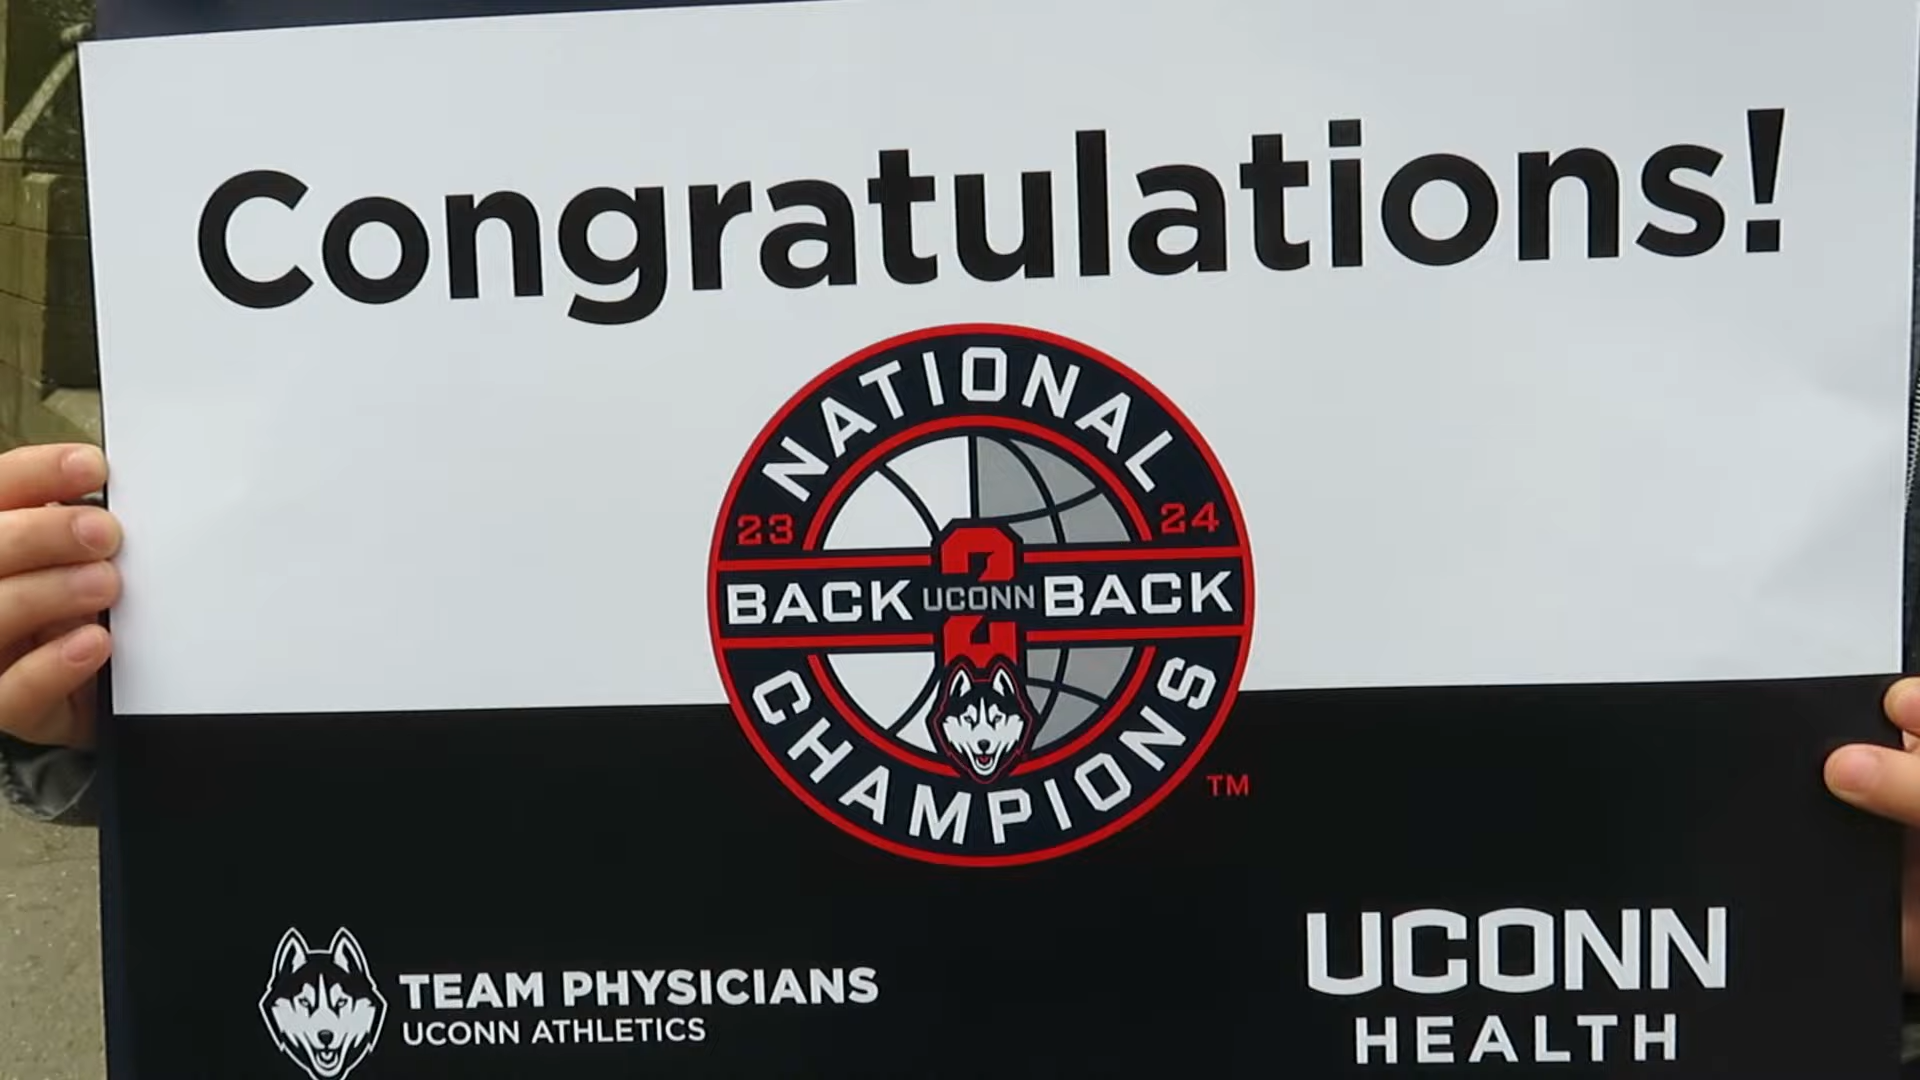 Congratulations!
NATIONAL
23 24
BACK 2 BACK
UCONN
CHAMPIONS
TM
TEAM PHYSICIANS
UCONN ATHLETICS
UCONN
HEALTH